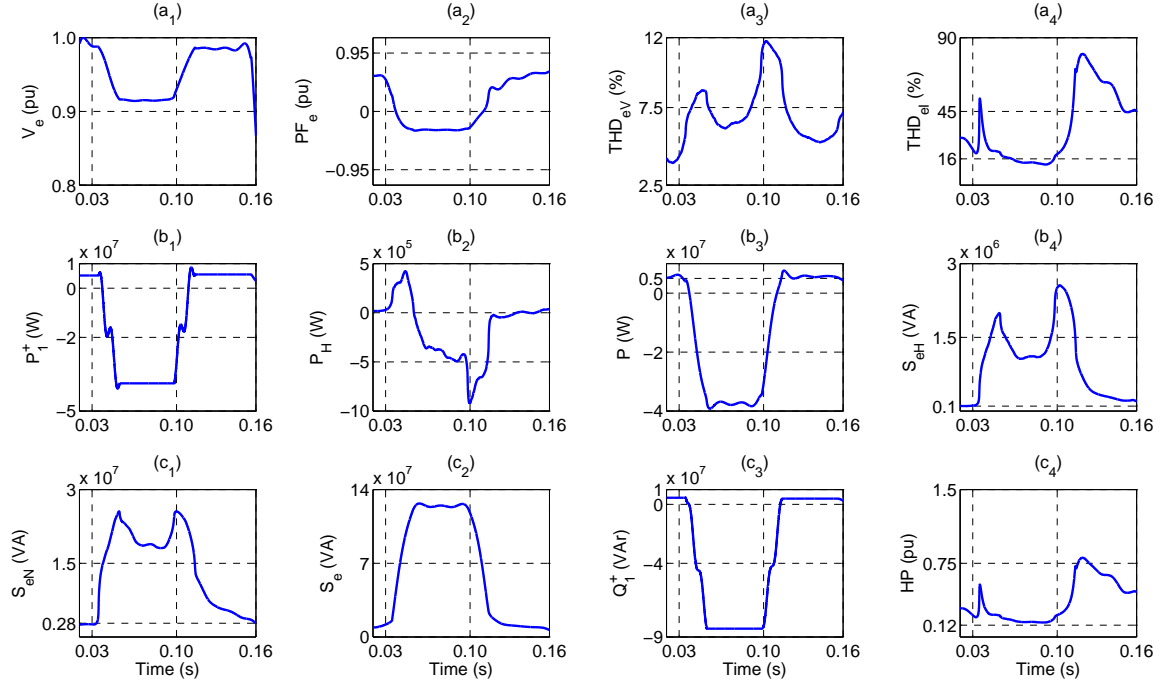 (a1) (a2) (a3) (a4)
1.0 0.9 0.8
V_e (pu)
0.03 0.10 0.16
0.95 0 −0.95
PF_e (pu)
0.03 0.10 0.16
12 7.5 2.5
THD_eV (%)
0.03 0.10 0.16
90 45 16
THD_eI (%)
0.03 0.10 0.16
(b1) (b2) (b3) (b4)
x 10^7
1 0 −2 −5
P_1^+ (W)
0.03 0.10 0.16
x 10^5
5 0 −5 −10
P_H (W)
0.03 0.10 0.16
x 10^7
0.5 0 −2 −4
P (W)
0.03 0.10 0.16
x 10^6
3 1.5 0.1
S_eH (VA)
0.03 0.10 0.16
(c1) (c2) (c3) (c4)
x 10^7
3 1.5 0.28
S_eN (VA)
0.03 0.10 0.16
Time (s)
x 10^7
14 7 0
S_e (VA)
0.03 0.10 0.16
Time (s)
x 10^7
1 0 −4 −9
Q_1^+ (VAr)
0.03 0.10 0.16
Time (s)
1.5 0.75 0.12
HP (pu)
0.03 0.10 0.16
Time (s)